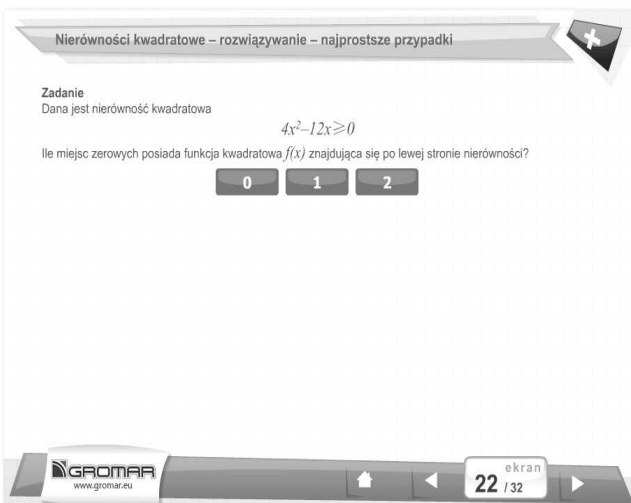 Nierówności kwadratowe – rozwiązywanie – najprostsze przypadki
Zadanie
Dana jest nierówność kwadratowa
4x²–12x⩾0
Ile miejsc zerowych posiada funkcja kwadratowa f(x) znajdująca się po lewej stronie nierówności?
0 1 2
GROMAR
www.gromar.eu
ekran
22 / 32